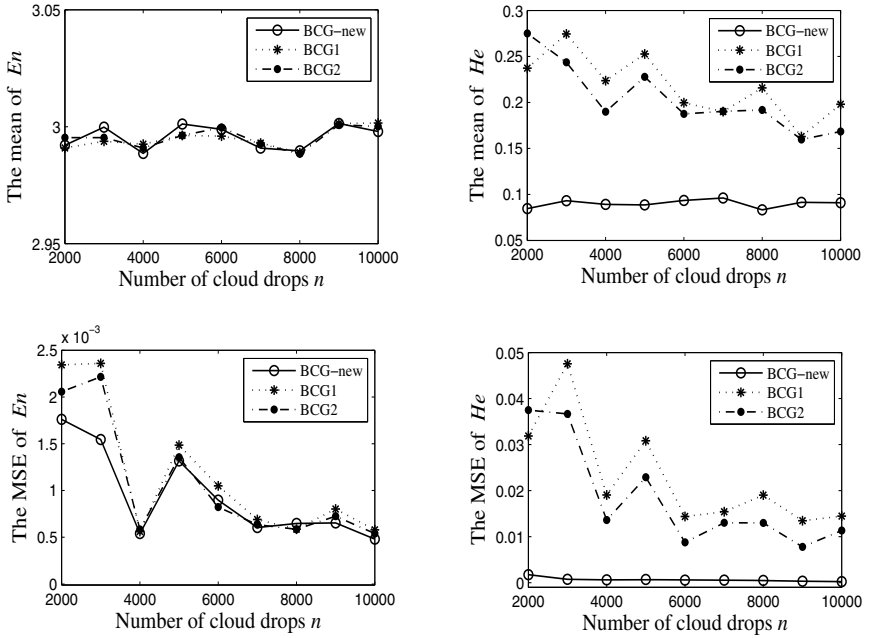 3.05
3
2.95
The mean of En
BCG-new
BCG1
BCG2
2000 4000 6000 8000 10000
Number of cloud drops n
0.3
0.25
0.2
0.15
0.1
0.05
The mean of He
BCG-new
BCG1
BCG2
2000 4000 6000 8000 10000
Number of cloud drops n
x 10⁻³
2.5
2
1.5
1
0.5
0
The MSE of En
BCG-new
BCG1
BCG2
2000 4000 6000 8000 10000
Number of cloud drops n
0.05
0.04
0.03
0.02
0.01
0
The MSE of He
BCG-new
BCG1
BCG2
2000 4000 6000 8000 10000
Number of cloud drops n